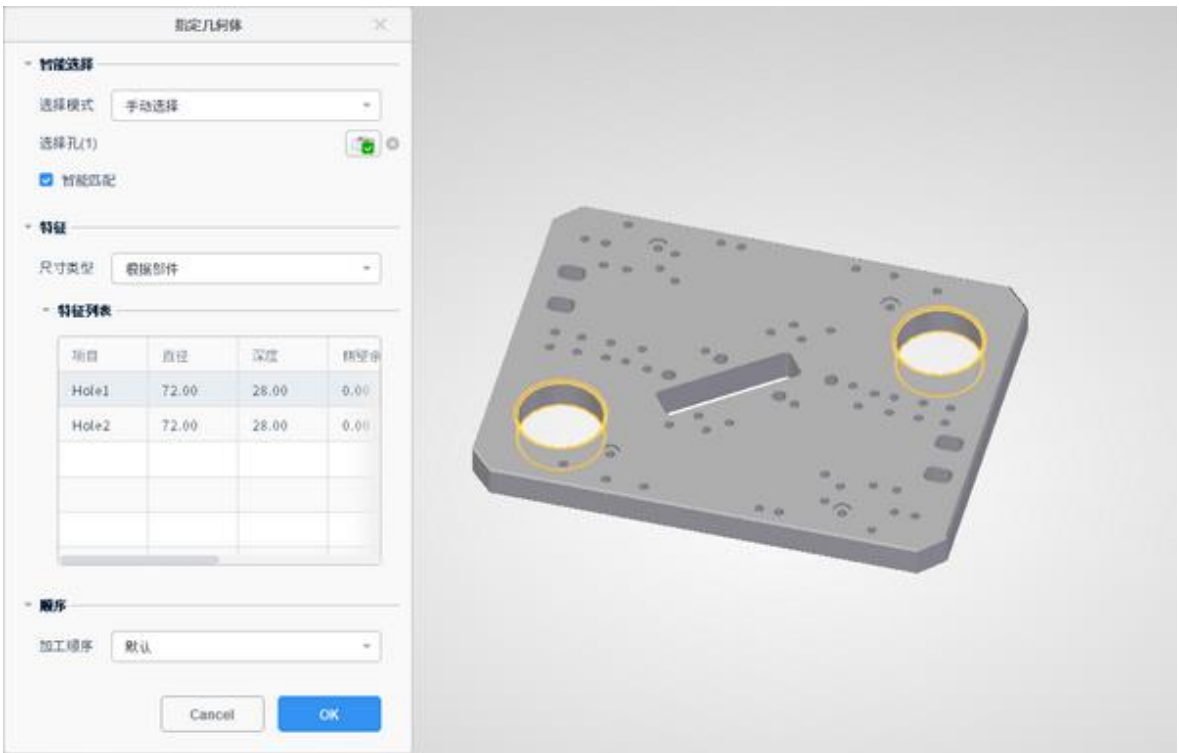 指定几何体
智能选择
选择模式 手动选择
选择孔(1)
智能匹配
特征
尺寸类型 根据部件
特征列表
项目 直径 深度 侧壁余
Hole1 72.00 28.00 0.00
Hole2 72.00 28.00 0.00
顺序
加工顺序 默认
Cancel OK